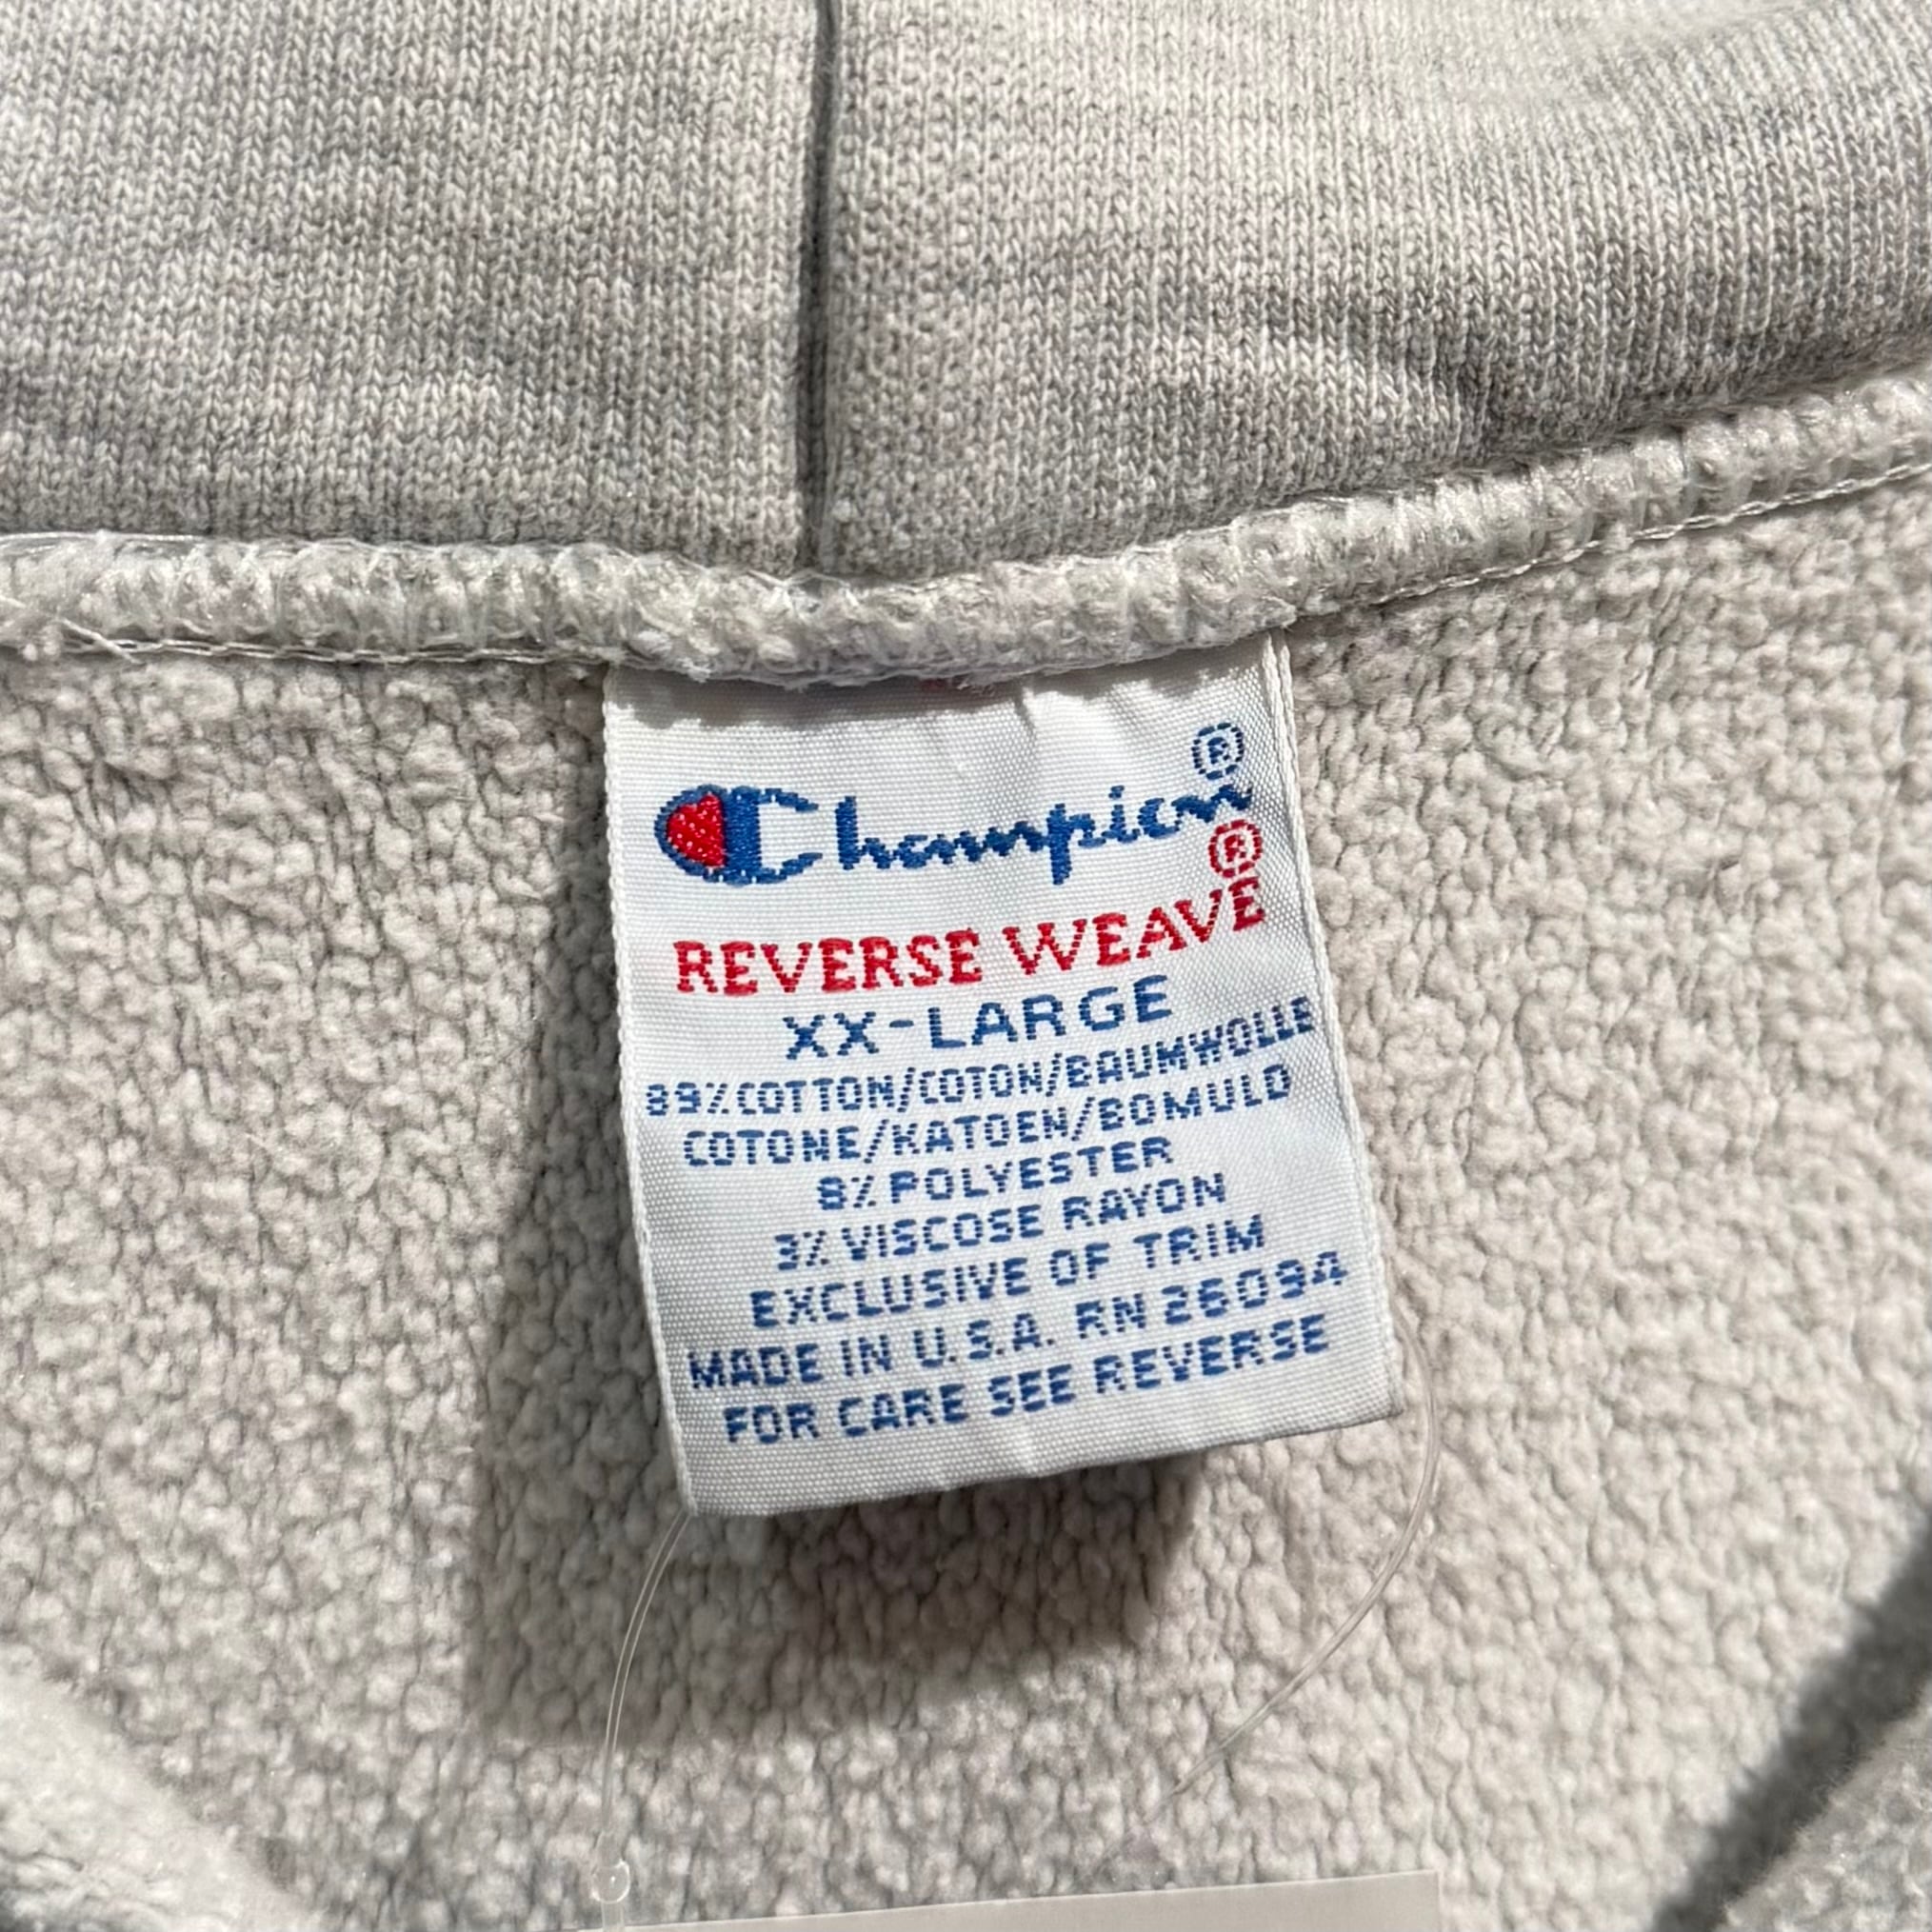 Champion®
REVERSE WEAVE®
XX-LARGE
89% COTTON/COTON/BAUMWOLLE
COTONE/KATOEN/BOMULD
8% POLYESTER
3% VISCOSE RAYON
EXCLUSIVE OF TRIM
MADE IN U.S.A. RN 26094
FOR CARE SEE REVERSE